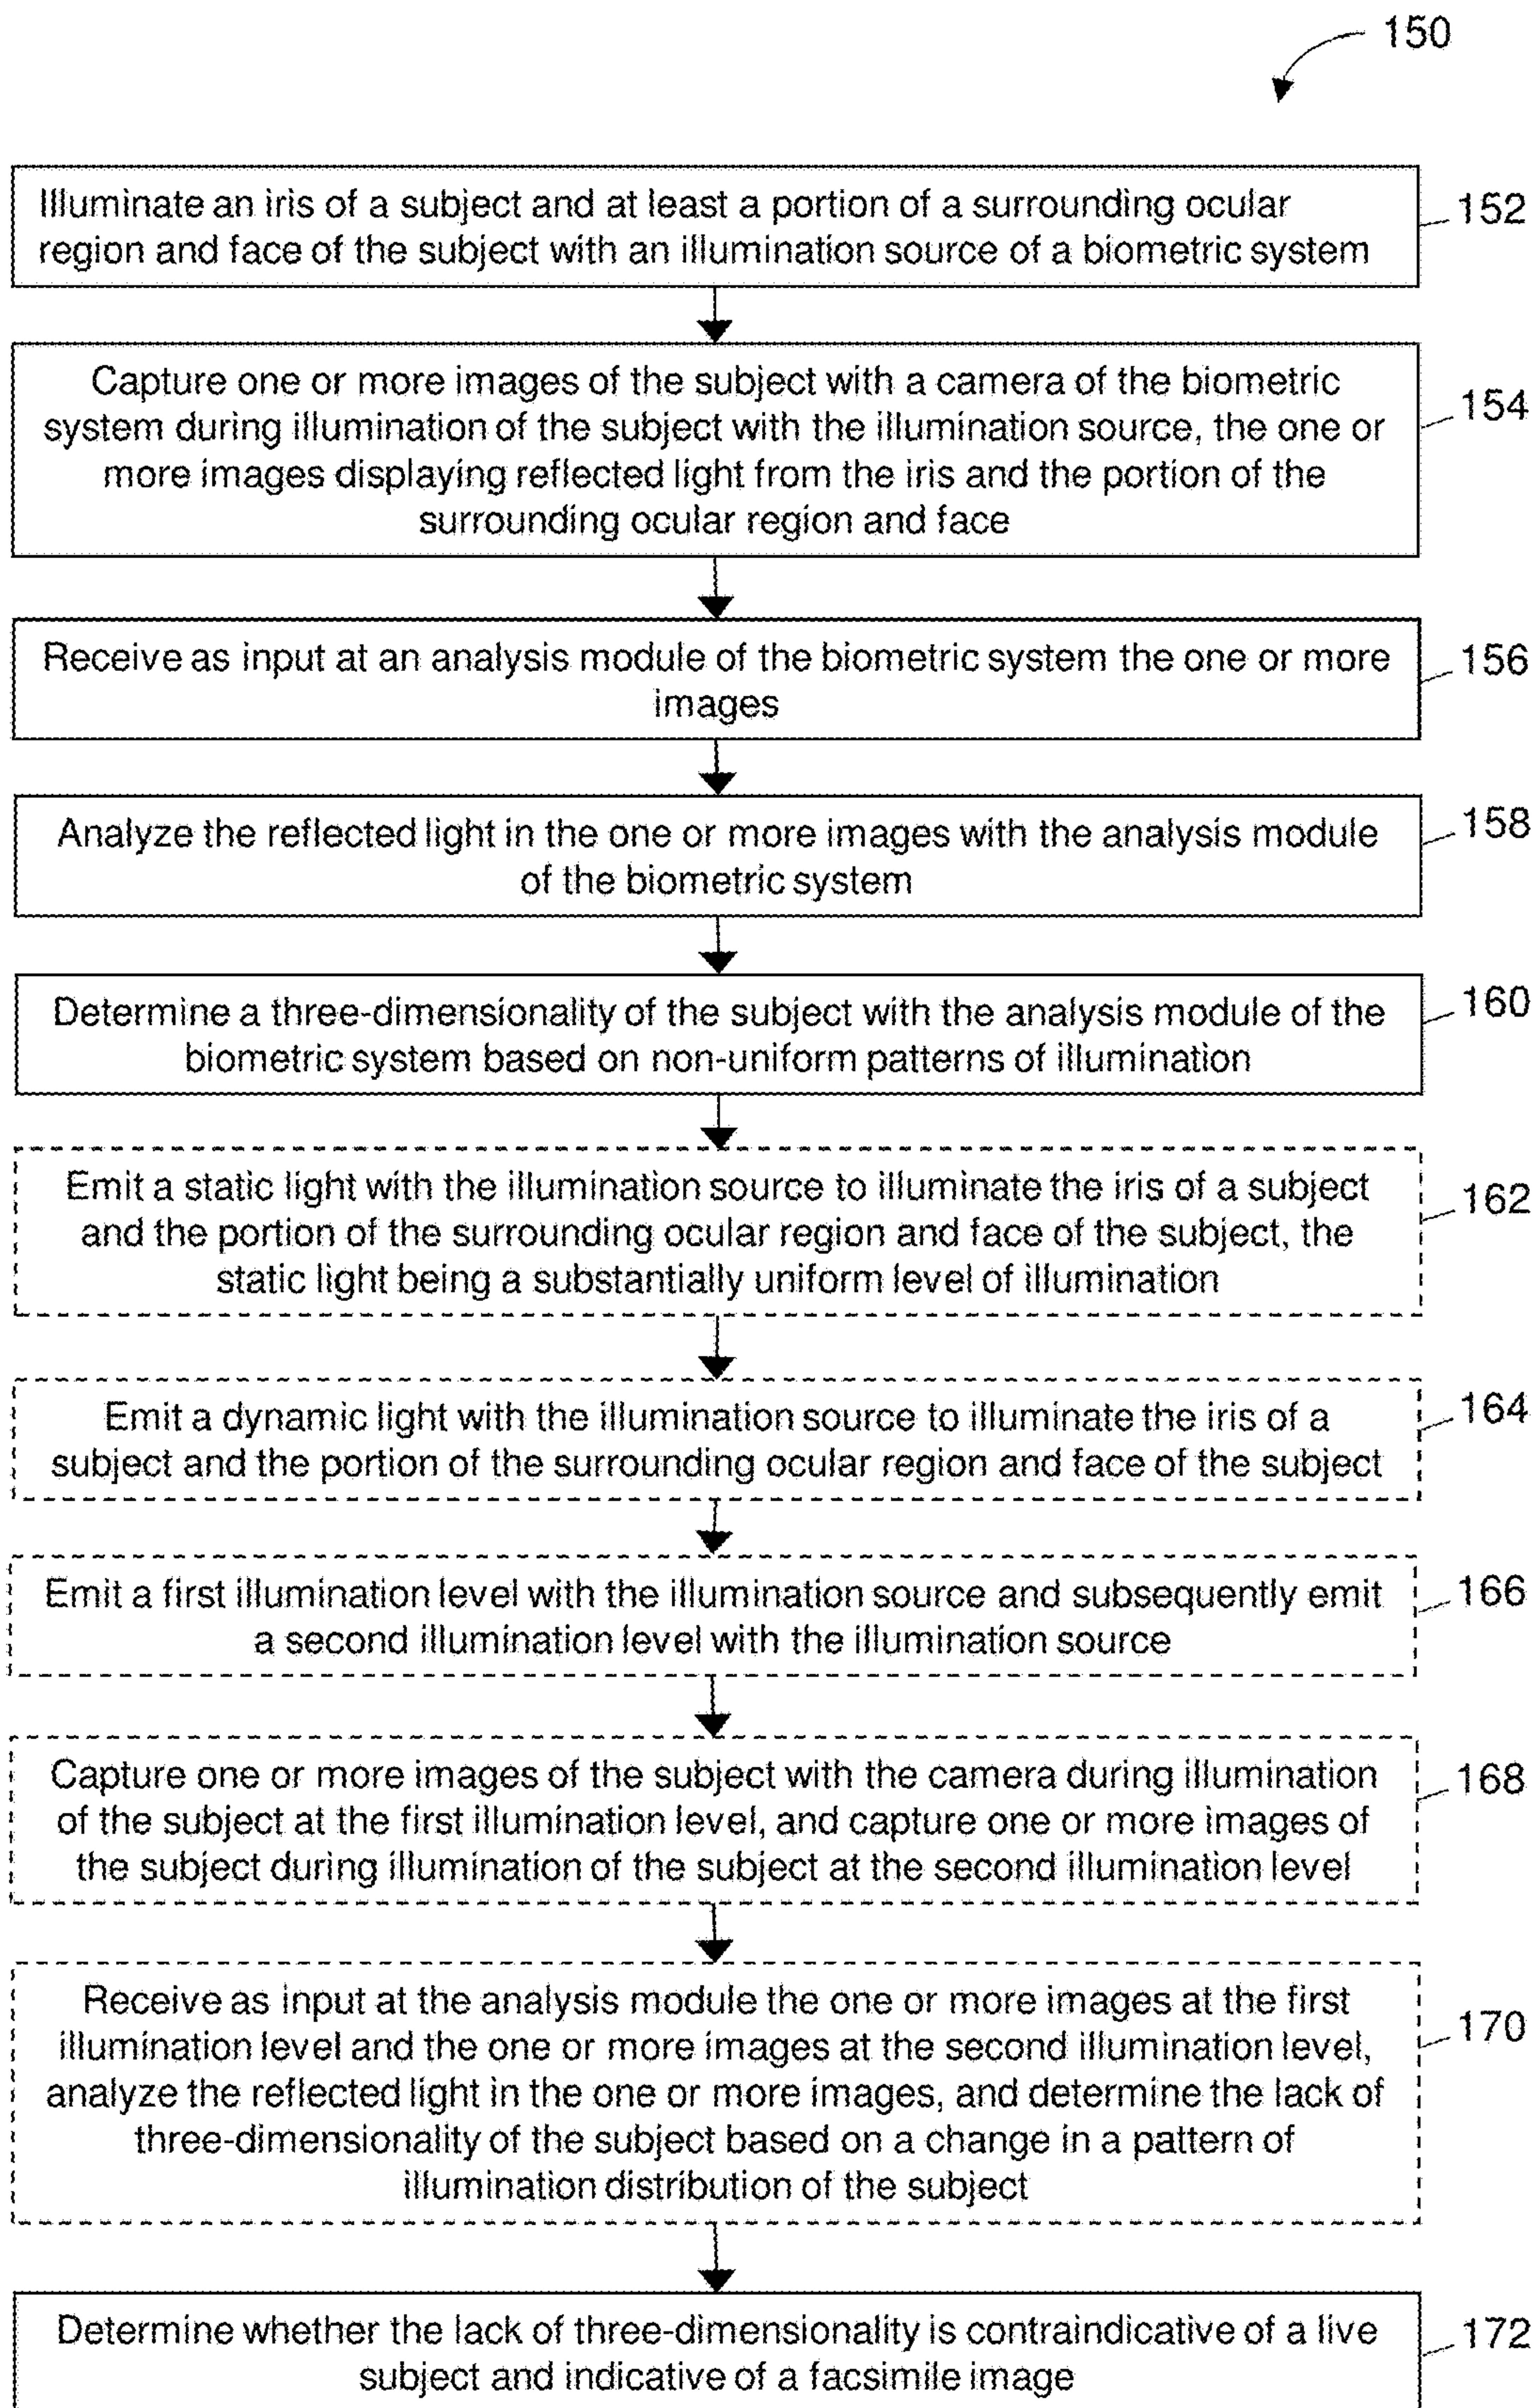 150
Illuminate an iris of a subject and at least a portion of a surrounding ocular
region and face of the subject with an illumination source of a biometric system
152
Capture one or more images of the subject with a camera of the biometric
system during illumination of the subject with the illumination source, the one or
more images displaying reflected light from the iris and the portion of the
surrounding ocular region and face
154
Receive as input at an analysis module of the biometric system the one or more
images
156
Analyze the reflected light in the one or more images with the analysis module
of the biometric system
158
Determine a three-dimensionality of the subject with the analysis module of the
biometric system based on non-uniform patterns of illumination
160
Emit a static light with the illumination source to illuminate the iris of a subject
and the portion of the surrounding ocular region and face of the subject, the
static light being a substantially uniform level of illumination
162
Emit a dynamic light with the illumination source to illuminate the iris of a
subject and the portion of the surrounding ocular region and face of the subject
164
Emit a first illumination level with the illumination source and subsequently emit
a second illumination level with the illumination source
166
Capture one or more images of the subject with the camera during illumination
of the subject at the first illumination level, and capture one or more images of
the subject during illumination of the subject at the second illumination level
168
Receive as input at the analysis module the one or more images at the first
illumination level and the one or more images at the second illumination level,
analyze the reflected light in the one or more images, and determine the lack of
three-dimensionality of the subject based on a change in a pattern of
illumination distribution of the subject
170
Determine whether the lack of three-dimensionality is contraindicative of a live
subject and indicative of a facsimile image
172